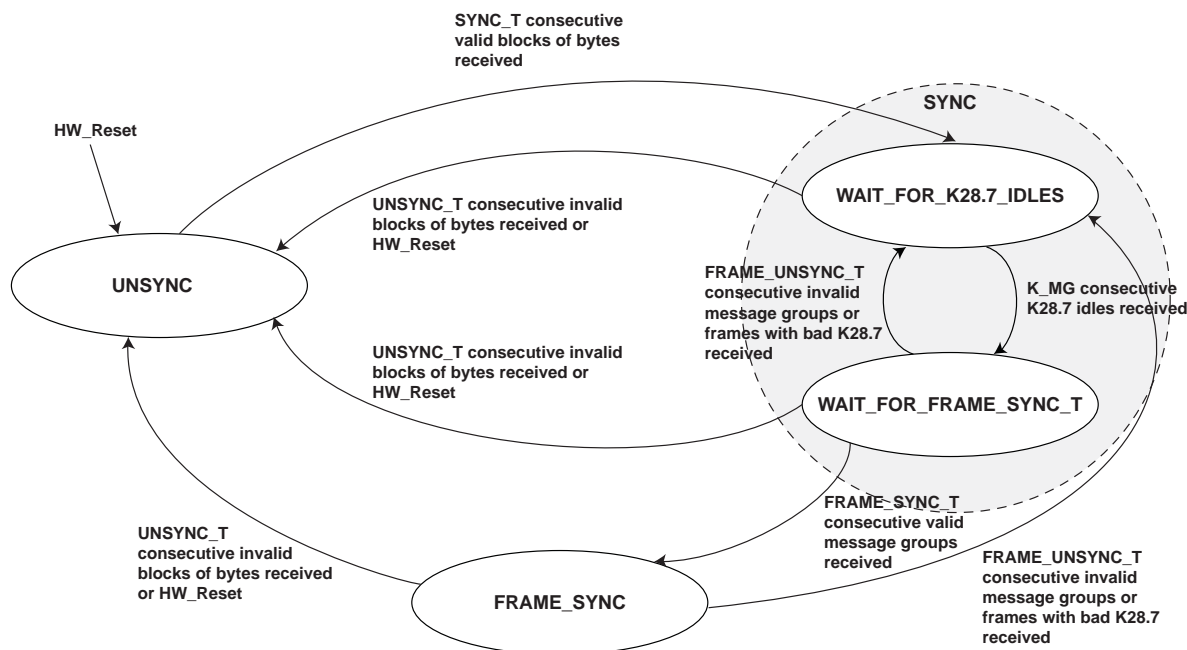 SYNC_T consecutive
valid blocks of bytes
received
SYNC
HW_Reset
WAIT_FOR_K28.7_IDLES
UNSYNC_T consecutive invalid
blocks of bytes received or
HW_Reset
UNSYNC
FRAME_UNSYNC_T
consecutive invalid
message groups or
frames with bad K28.7
received
K_MG consecutive
K28.7 idles received
UNSYNC_T consecutive invalid
blocks of bytes received or
HW_Reset
WAIT_FOR_FRAME_SYNC_T
FRAME_SYNC_T
consecutive valid
message groups
received
UNSYNC_T
consecutive invalid
blocks of bytes received
or HW_Reset
FRAME_SYNC
FRAME_UNSYNC_T
consecutive invalid
message groups or
frames with bad K28.7
received